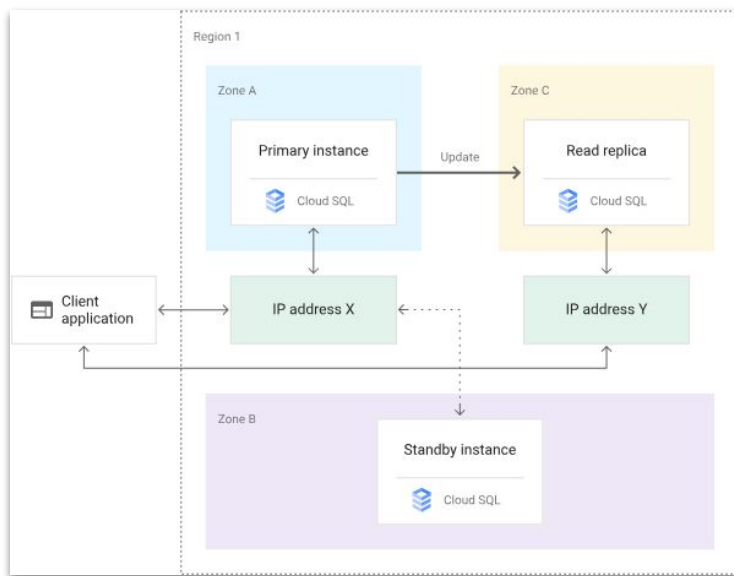 Region 1
Zone A
Zone C
Primary instance
Update
Read replica
Cloud SQL
Cloud SQL
Client
application
IP address X
IP address Y
Zone B
Standby instance
Cloud SQL